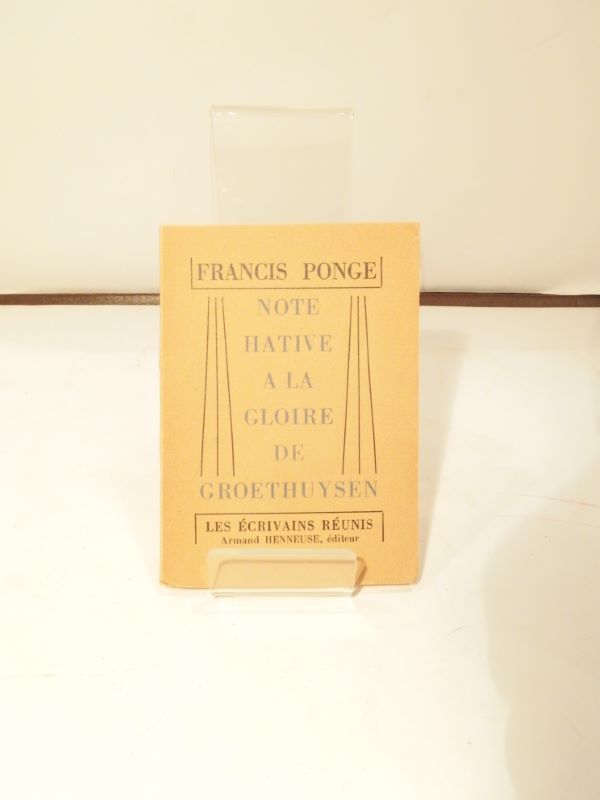 FRANCIS PONGE
NOTE
HATIVE
A LA
GLOIRE
DE
GROETHUYSEN
LES ÉCRIVAINS RÉUNIS
Armand HENNEUSE, éditeur